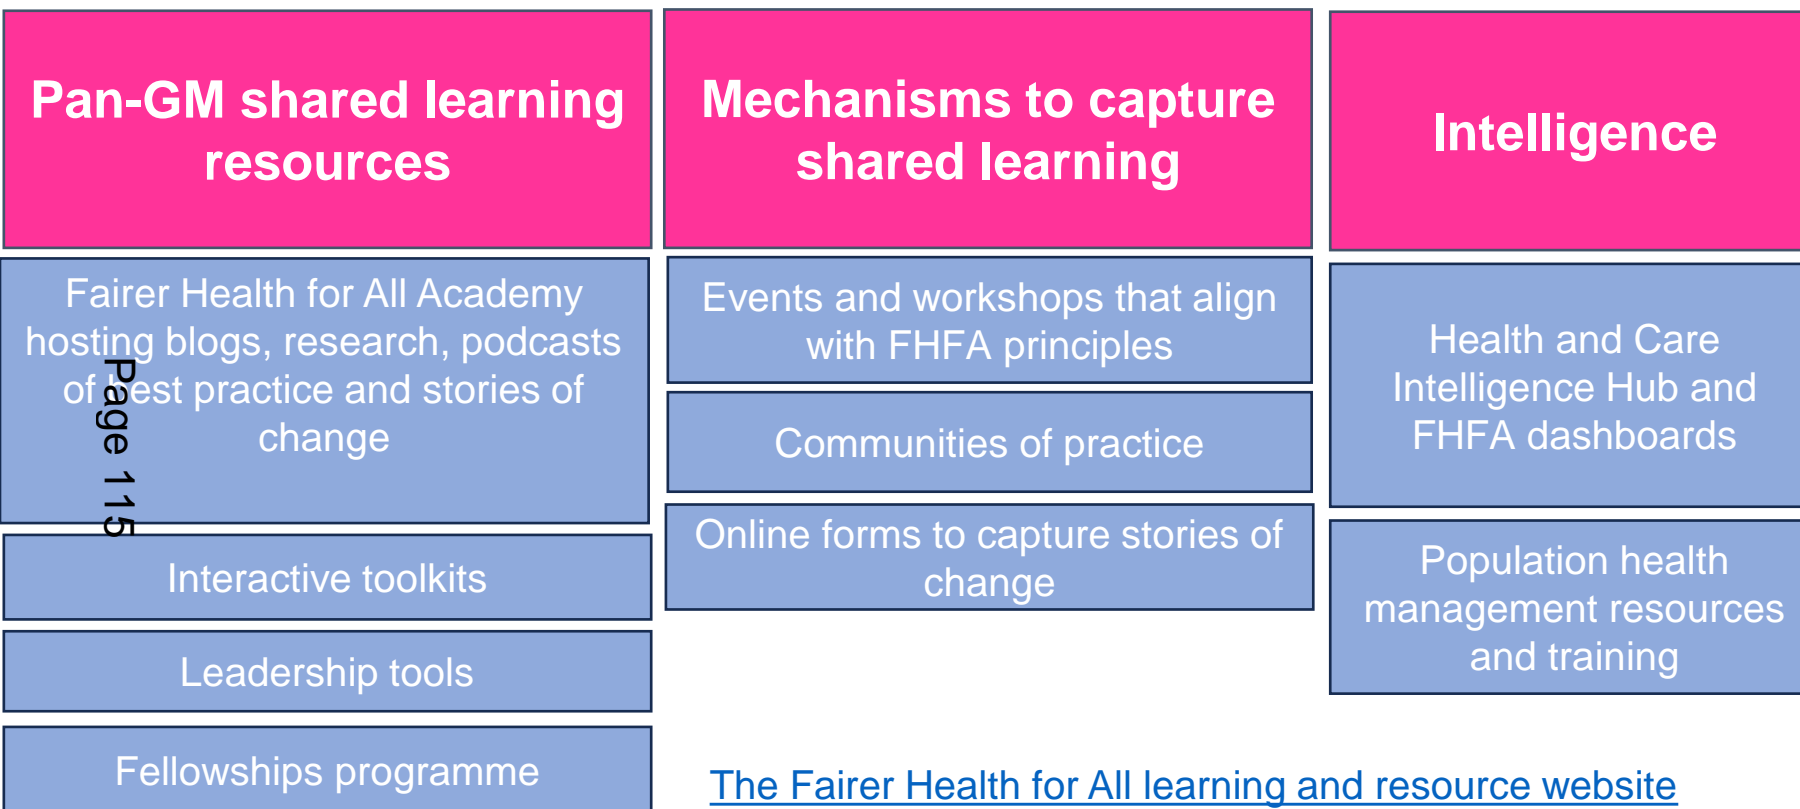 Pan-GM shared learning
resources
Fairer Health for All Academy
hosting blogs, research, podcasts
of best practice and stories of
change
Interactive toolkits
Leadership tools
Fellowships programme
Mechanisms to capture
shared learning
Events and workshops that align
with FHFA principles
Communities of practice
Online forms to capture stories of
change
Intelligence
Health and Care
Intelligence Hub and
FHFA dashboards
Population health
management resources
and training
The Fairer Health for All learning and resource website
Page 115